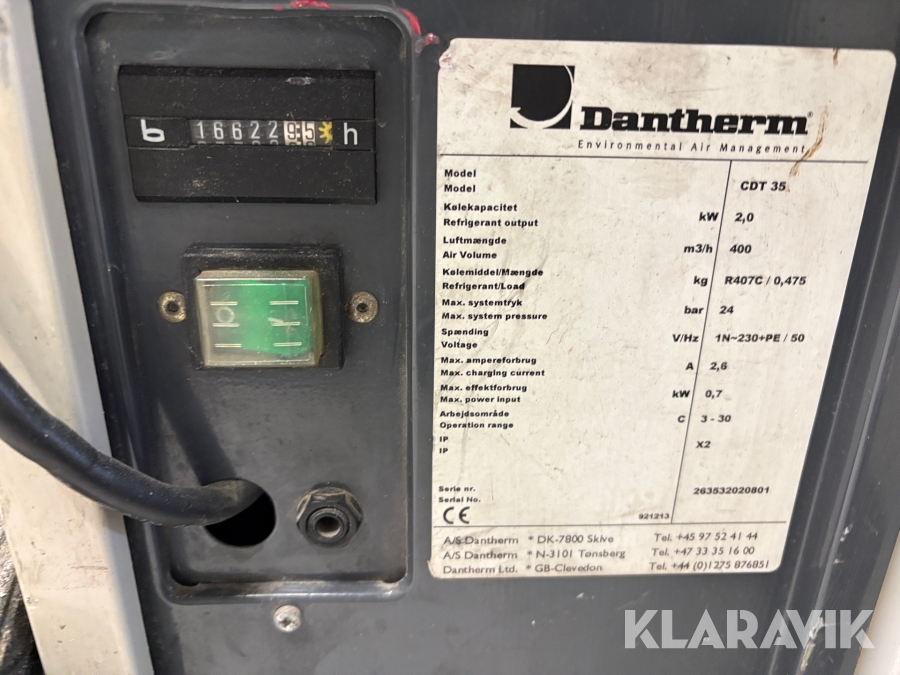 16622 95 h
Dantherm
Environmental Air Management
Model
Model CDT 35
Kølekapacitet
Refrigerant output kW 2,0
Luftmængde
Air Volume m3/h 400
Kølemiddel/Mængde
Refrigerant/Load kg R407C / 0,475
Max. systemtryk
Max. system pressure bar 24
Spænding
Voltage V/Hz 1N~230+PE / 50
Max. ampereforbrug
Max. charging current A 2,6
Max. effektforbrug
Max. power input kW 0,7
Arbejdsområde
Operation range C 3 - 30
IP
IP X2
Serie nr.
Serial No. 263532020801
CE 921213
A/S Dantherm * DK-7800 Skive Tel. +45 97 52 41 44
A/S Dantherm * N-3101 Tønsberg Tel. +47 33 35 16 00
Dantherm Ltd. * GB-Clevedon Tel. +44 (0)1275 876851
KLARAVIK